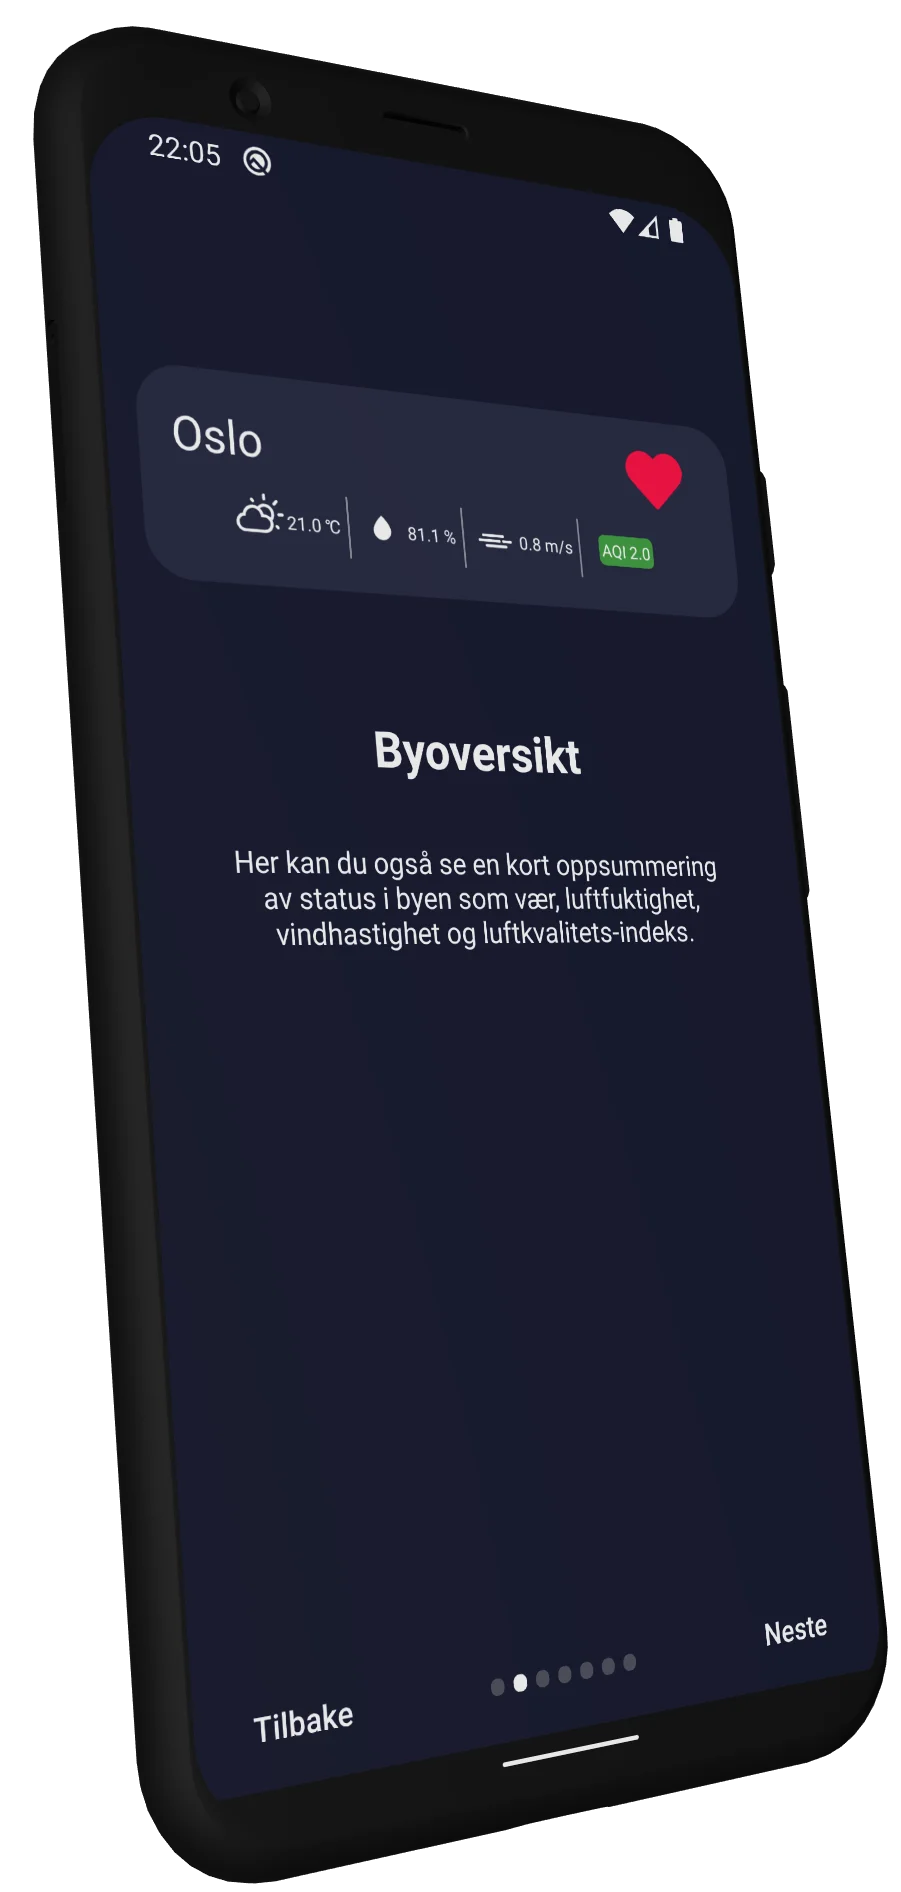 22:05
Oslo
21.0 °C
81.1 %
0.8 m/s
AQI 2.0
Byoversikt
Her kan du også se en kort oppsummering
av status i byen som vær, luftfuktighet,
vindhastighet og luftkvalitets-indeks.
Tilbake
Neste